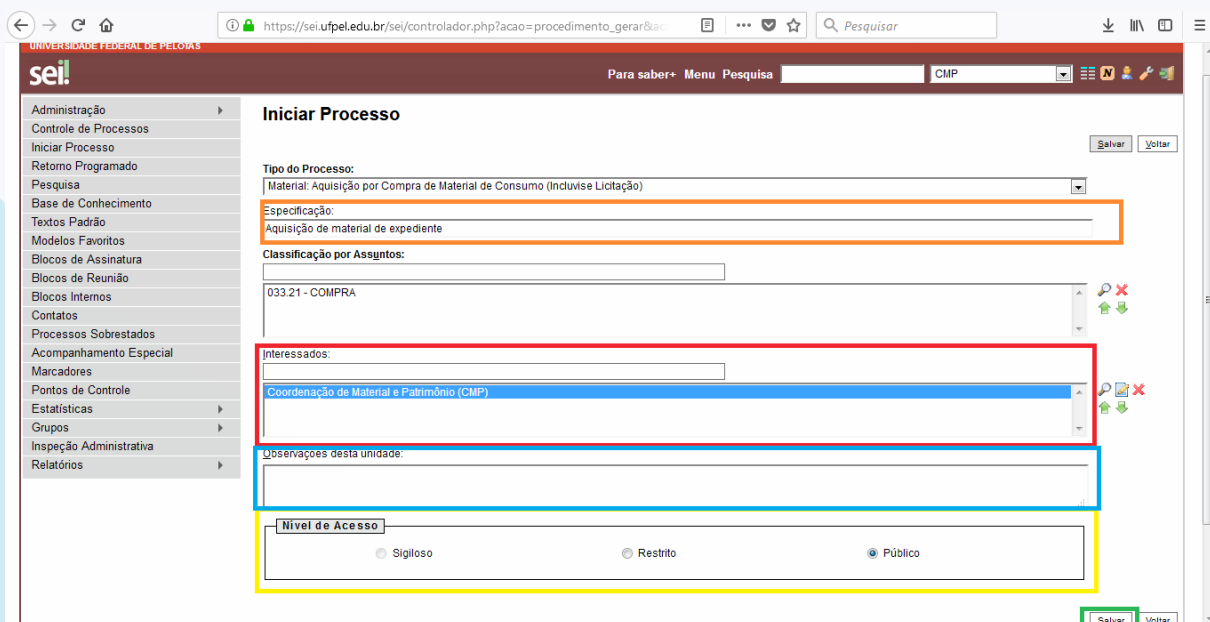 https://sei.ufpel.edu.br/sei/controlador.php?acao=procedimento_gerar&ac
Pesquisar
UNIVERSIDADE FEDERAL DE PELOTAS
sei!
Para saber+ Menu Pesquisa CMP N
Administração
Controle de Processos
Iniciar Processo
Retorno Programado
Pesquisa
Base de Conhecimento
Textos Padrão
Modelos Favoritos
Blocos de Assinatura
Blocos de Reunião
Blocos Internos
Contatos
Processos Sobrestados
Acompanhamento Especial
Marcadores
Pontos de Controle
Estatísticas
Grupos
Inspeção Administrativa
Relatórios
Iniciar Processo
Salvar Voltar
Tipo do Processo:
Material: Aquisição por Compra de Material de Consumo (Incluvise Licitação)
Especificação:
Aquisição de material de expediente
Classificação por Assuntos:
033.21 - COMPRA
Interessados:
Coordenação de Material e Patrimônio (CMP)
Observações desta unidade:
Nível de Acesso
Sigiloso Restrito Público
Salvar Voltar